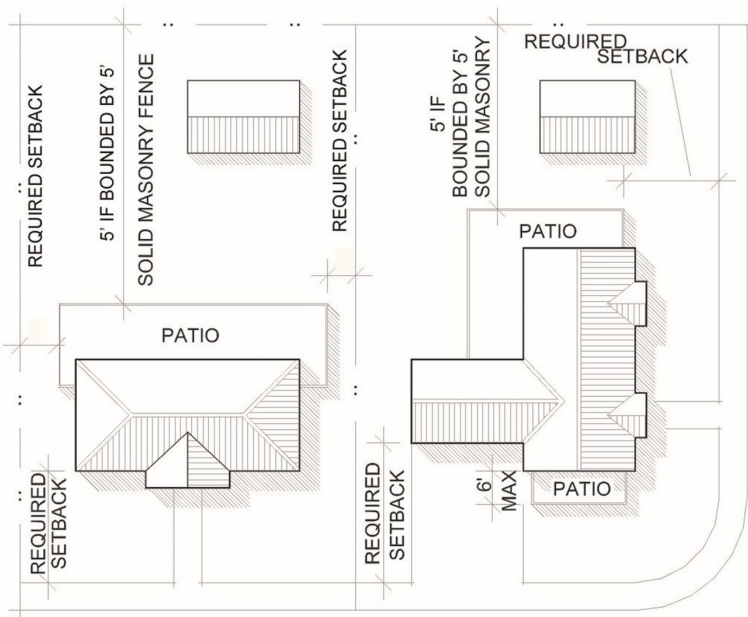 REQUIRED SETBACK
5' IF BOUNDED BY 5'
SOLID MASONRY FENCE
REQUIRED SETBACK
5' IF
BOUNDED BY 5'
SOLID MASONRY
REQUIRED
SETBACK
PATIO
PATIO
REQUIRED
SETBACK
REQUIRED
SETBACK
6'
MAX
PATIO